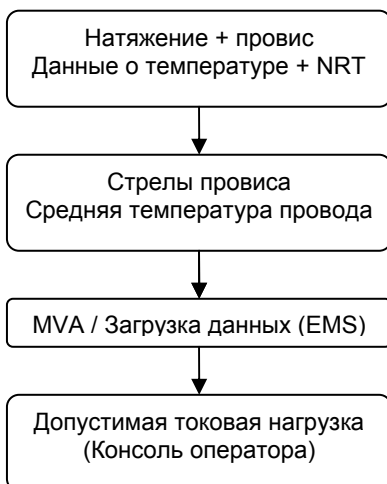 Натяжение + провис
Данные о температуре + NRT
Стрелы провиса
Средняя температура провода
MVA / Загрузка данных (EMS)
Допустимая токовая нагрузка
(Консоль оператора)